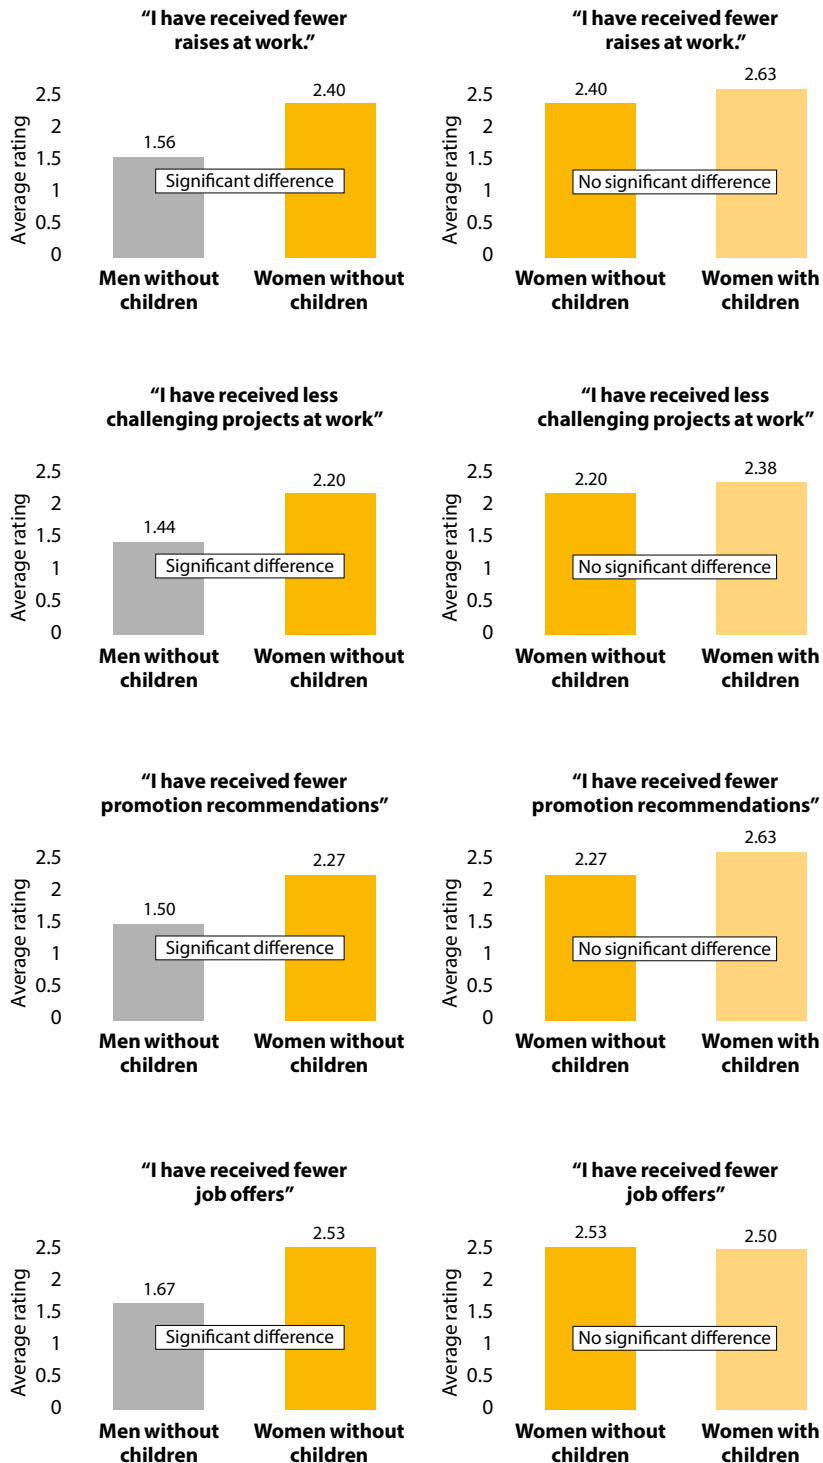 “I have received fewer
raises at work.”
Average rating
2.5
2
1.5
1
0.5
0
1.56
2.40
Significant difference
Men without
children
Women without
children
“I have received fewer
raises at work.”
Average rating
2.5
2
1.5
1
0.5
0
2.40
2.63
No significant difference
Women without
children
Women with
children
“I have received less
challenging projects at work”
Average rating
2.5
2
1.5
1
0.5
0
1.44
2.20
Significant difference
Men without
children
Women without
children
“I have received less
challenging projects at work”
Average rating
2.5
2
1.5
1
0.5
0
2.20
2.38
No significant difference
Women without
children
Women with
children
“I have received fewer
promotion recommendations”
Average rating
2.5
2
1.5
1
0.5
0
1.50
2.27
Significant difference
Men without
children
Women without
children
“I have received fewer
promotion recommendations”
Average rating
2.5
2
1.5
1
0.5
0
2.27
2.63
No significant difference
Women without
children
Women with
children
“I have received fewer
job offers”
Average rating
2.5
2
1.5
1
0.5
0
1.67
2.53
Significant difference
Men without
children
Women without
children
“I have received fewer
job offers”
Average rating
2.5
2
1.5
1
0.5
0
2.53
2.50
No significant difference
Women without
children
Women with
children